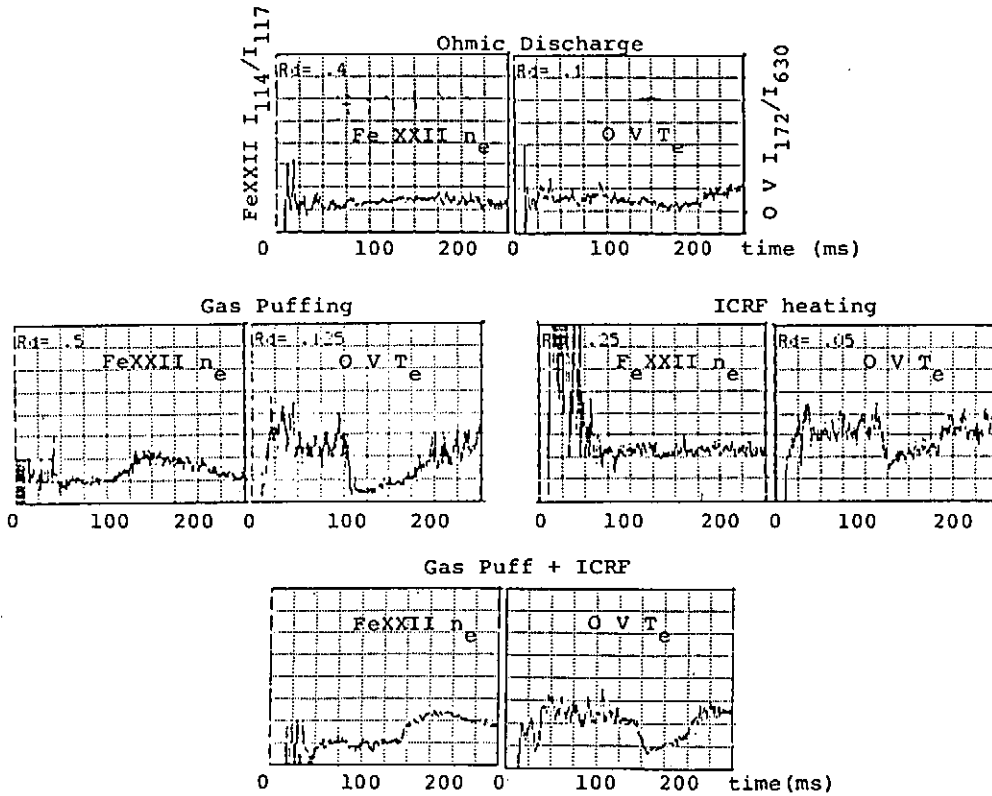 Ohmic Discharge
FeXXII I114/I117
Rd= .4
Fe XXII ne
Rd= .1
O V Te
O V I172/I630
0 100 200 0 100 200 time (ms)
Gas Puffing
ICRF heating
Rd= .5
FeXXII ne
Rd= .125
O V Te
.25
FeXXII ne
Rd= .05
O V Te
0 100 200 0 100 200
0 100 200 0 100 200
Gas Puff + ICRF
FeXXII ne
O V Te
0 100 200 0 100 200 time(ms)